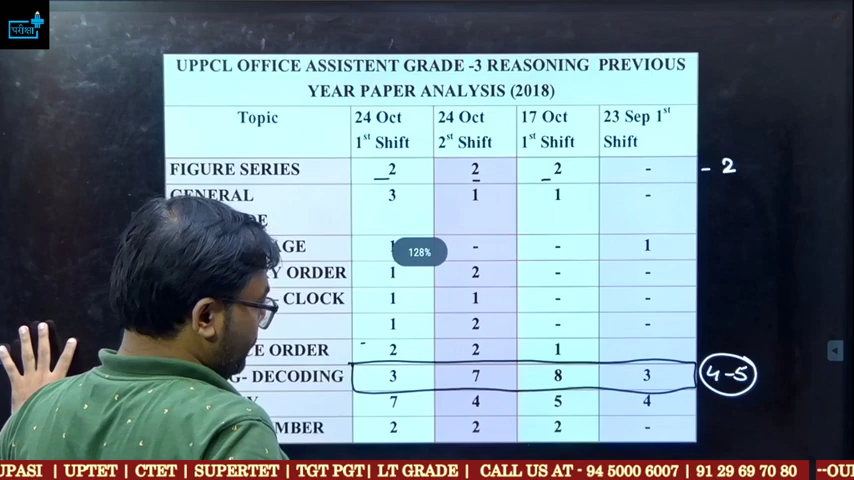 परीक्षा
UPPCL OFFICE ASSISTENT GRADE -3 REASONING PREVIOUS
YEAR PAPER ANALYSIS (2018)
Topic 24 Oct 1st Shift 24 Oct 2st Shift 17 Oct 1st Shift 23 Sep 1st Shift
FIGURE SERIES 2 2 2 - - 2
GENERAL 3 1 1 -
AGE 1 - - 1
128%
Y ORDER 1 2 - -
CLOCK 1 1 - -
1 2 - -
CE ORDER 2 2 1
G- DECODING 3 7 8 3 4-5
Y 7 4 5 4
MBER 2 2 2 -
UPASI | UPTET | CTET | SUPERTET | TGT PGT| LT GRADE | CALL US AT - 94 5000 6007 | 91 29 69 70 80 --OU